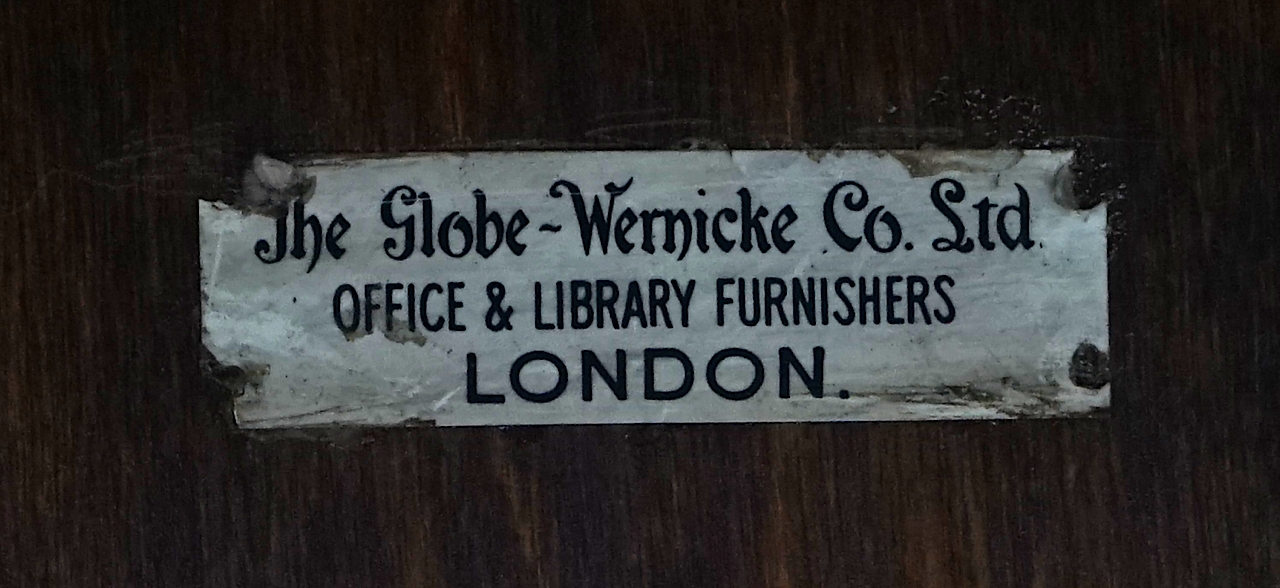 The Globe-Wernicke Co. Ltd.
OFFICE & LIBRARY FURNISHERS
LONDON.